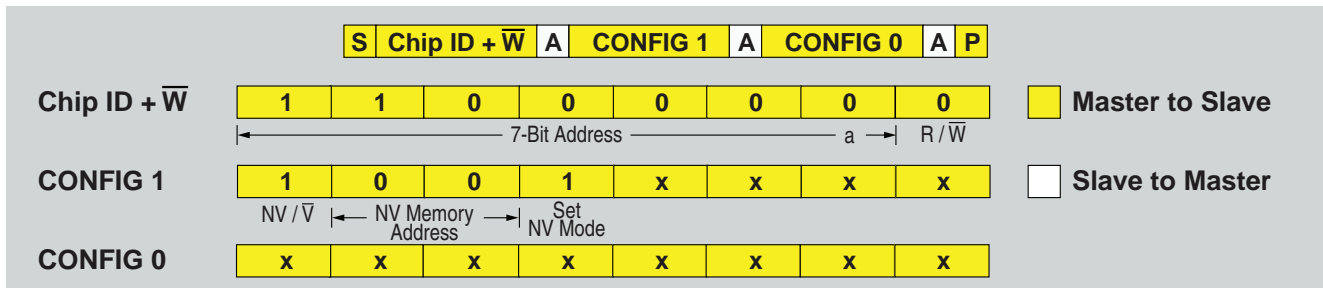 S Chip ID + W̅ A CONFIG 1 A CONFIG 0 A P
Chip ID + W̅ 1 1 0 0 0 0 0 0 Master to Slave
7-Bit Address a R / W̅
CONFIG 1 1 0 0 1 x x x x Slave to Master
NV / V̅ NV Memory Address Set NV Mode
CONFIG 0 x x x x x x x x